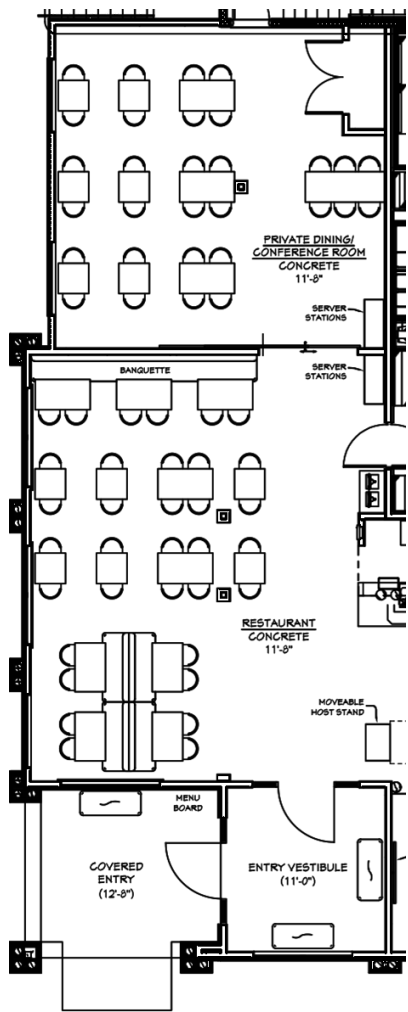 PRIVATE DINING/
CONFERENCE ROOM
CONCRETE
11'-8"
SERVER
STATIONS
SERVER
STATIONS
BANQUETTE
RESTAURANT
CONCRETE
11'-8"
MOVEABLE
HOST STAND
MENU
BOARD
COVERED
ENTRY
(12'-8")
ENTRY VESTIBULE
(11'-0")